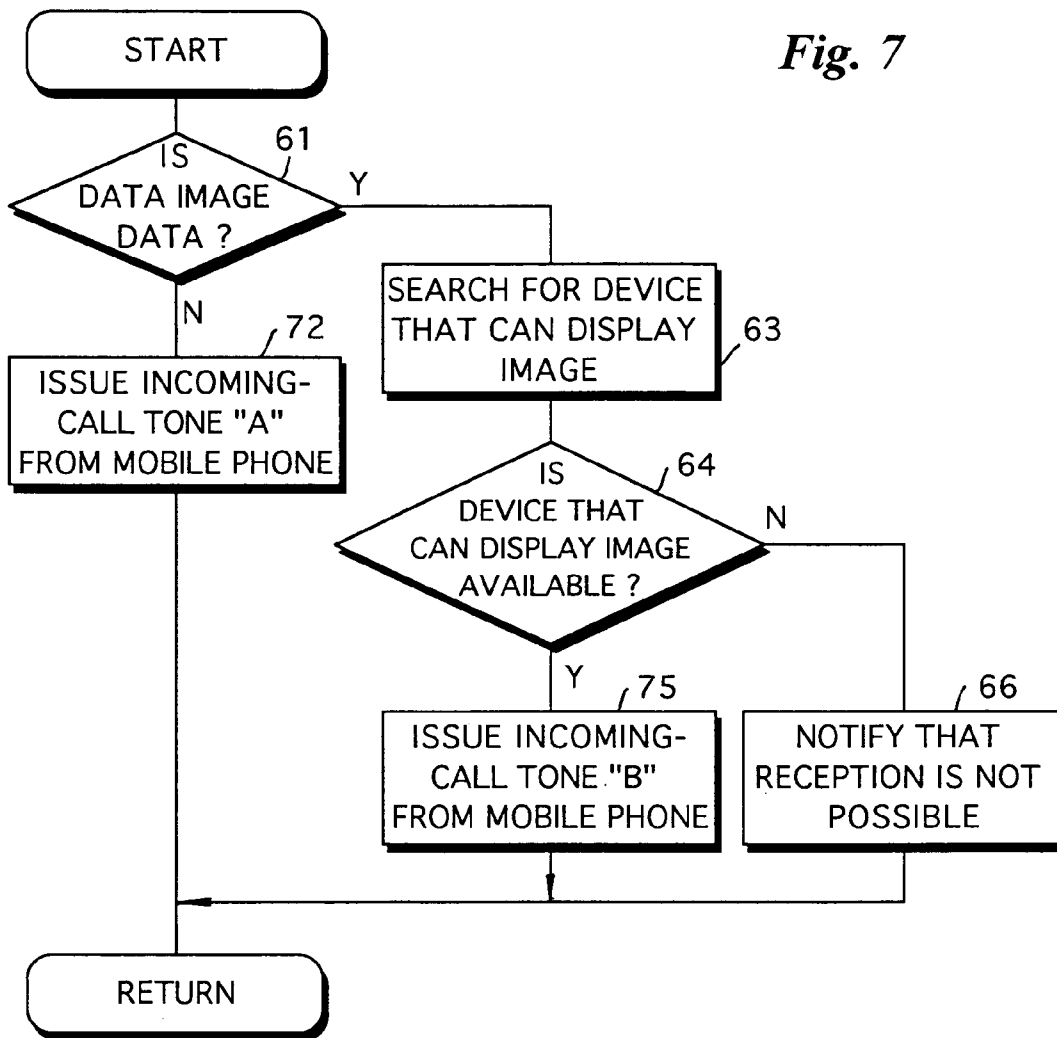 Fig. 7
START
61
IS
DATA IMAGE
DATA ?
Y
N
SEARCH FOR DEVICE
THAT CAN DISPLAY
IMAGE
63
72
ISSUE INCOMING-
CALL TONE "A"
FROM MOBILE PHONE
64
IS
DEVICE THAT
CAN DISPLAY IMAGE
AVAILABLE ?
N
Y
75
ISSUE INCOMING-
CALL TONE "B"
FROM MOBILE PHONE
66
NOTIFY THAT
RECEPTION IS NOT
POSSIBLE
RETURN